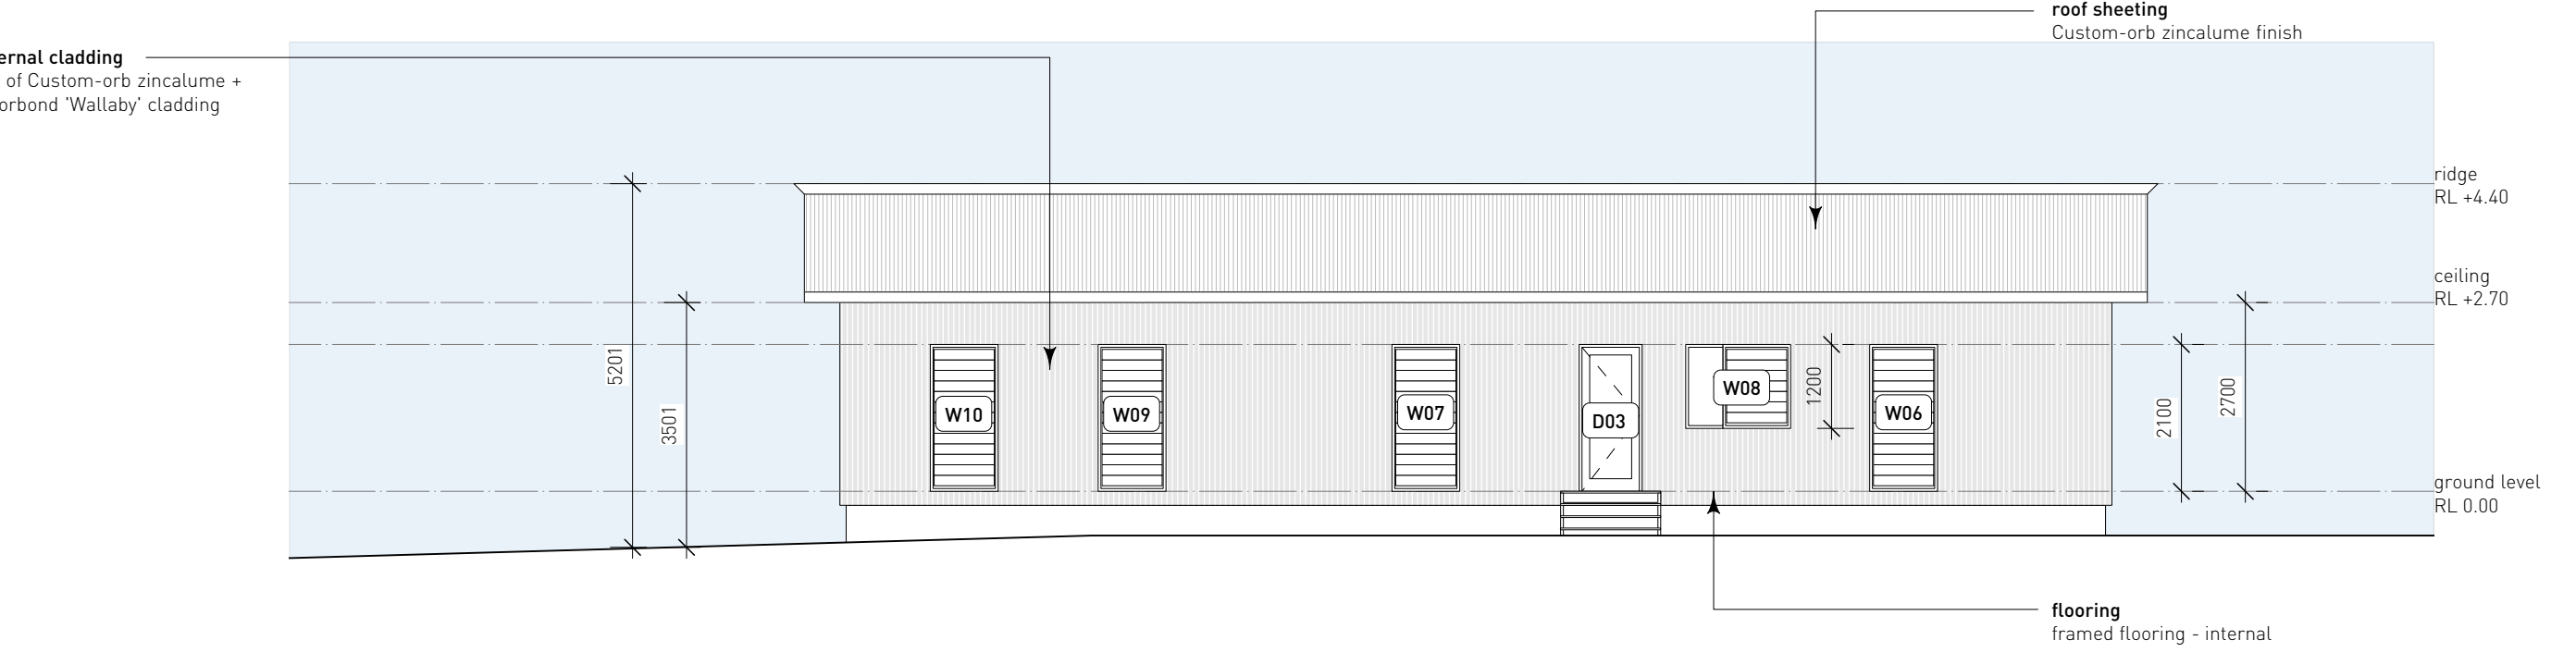 roof sheeting
Custom-orb zincalume finish
ernal cladding
of Custom-orb zincalume +
orbond 'Wallaby' cladding
ridge
RL +4.40
ceiling
RL +2.70
5201
3501
W10
W09
W07
D03
W08
1200
W06
2100
2700
ground level
RL 0.00
flooring
framed flooring - internal